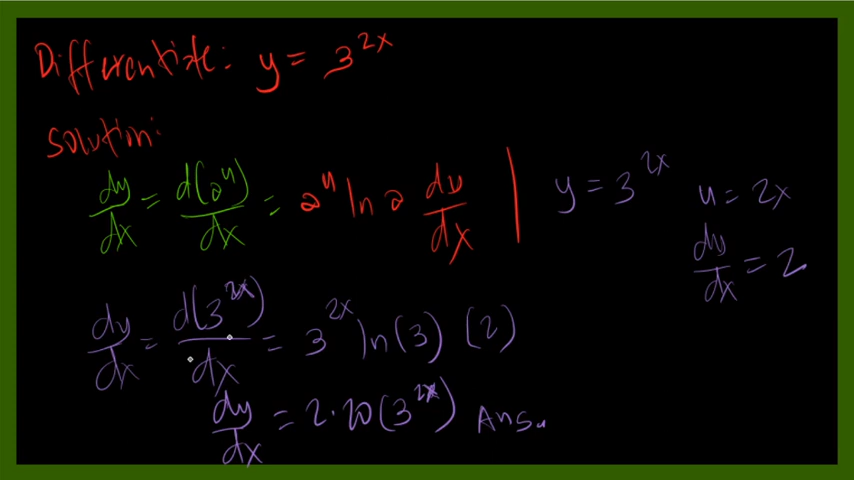 Differentiate: y = 3^{2x}
Solution:
dy/dx = d(a^u)/dx = a^u ln a du/dx
y = 3^{2x} u = 2x
du/dx = 2
dy/dx = d(3^{2x})/dx = 3^{2x} ln(3) (2)
dy/dx = 2.20(3^{2x}) Ans.